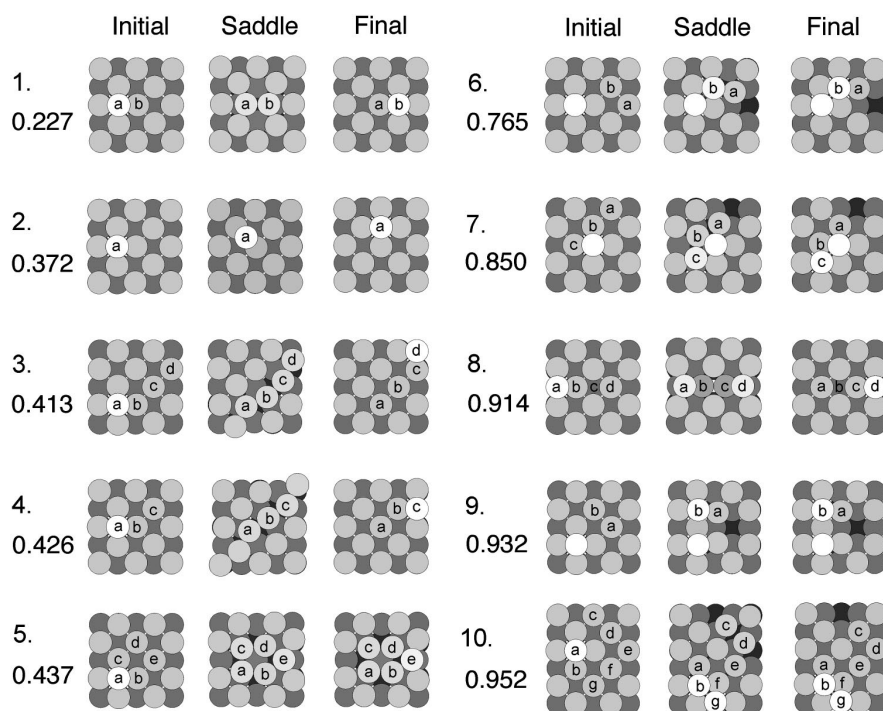 Initial Saddle Final
1.
0.227
a b
a b
a b
2.
0.372
a
a
a
3.
0.413
d
c
a b
d
c
b
a
d
c
b
a
4.
0.426
c
a b
c
b
a
b c
a
5.
0.437
d
c e
a b
c d
e
a b
c d
e
a b
Initial Saddle Final
6.
0.765
b
a
b a
b a
7.
0.850
a
b
c
a
b
c
a
b
c
8.
0.914
a b c d
a b c d
a b c d
9.
0.932
b
a
b a
b a
10.
0.952
c
d
a e
b f
g
c
d
a e
b f
g
c
d
a e
b f
g